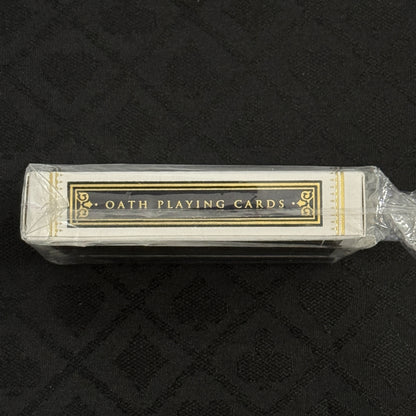 · OATH PLAYING CARDS ·